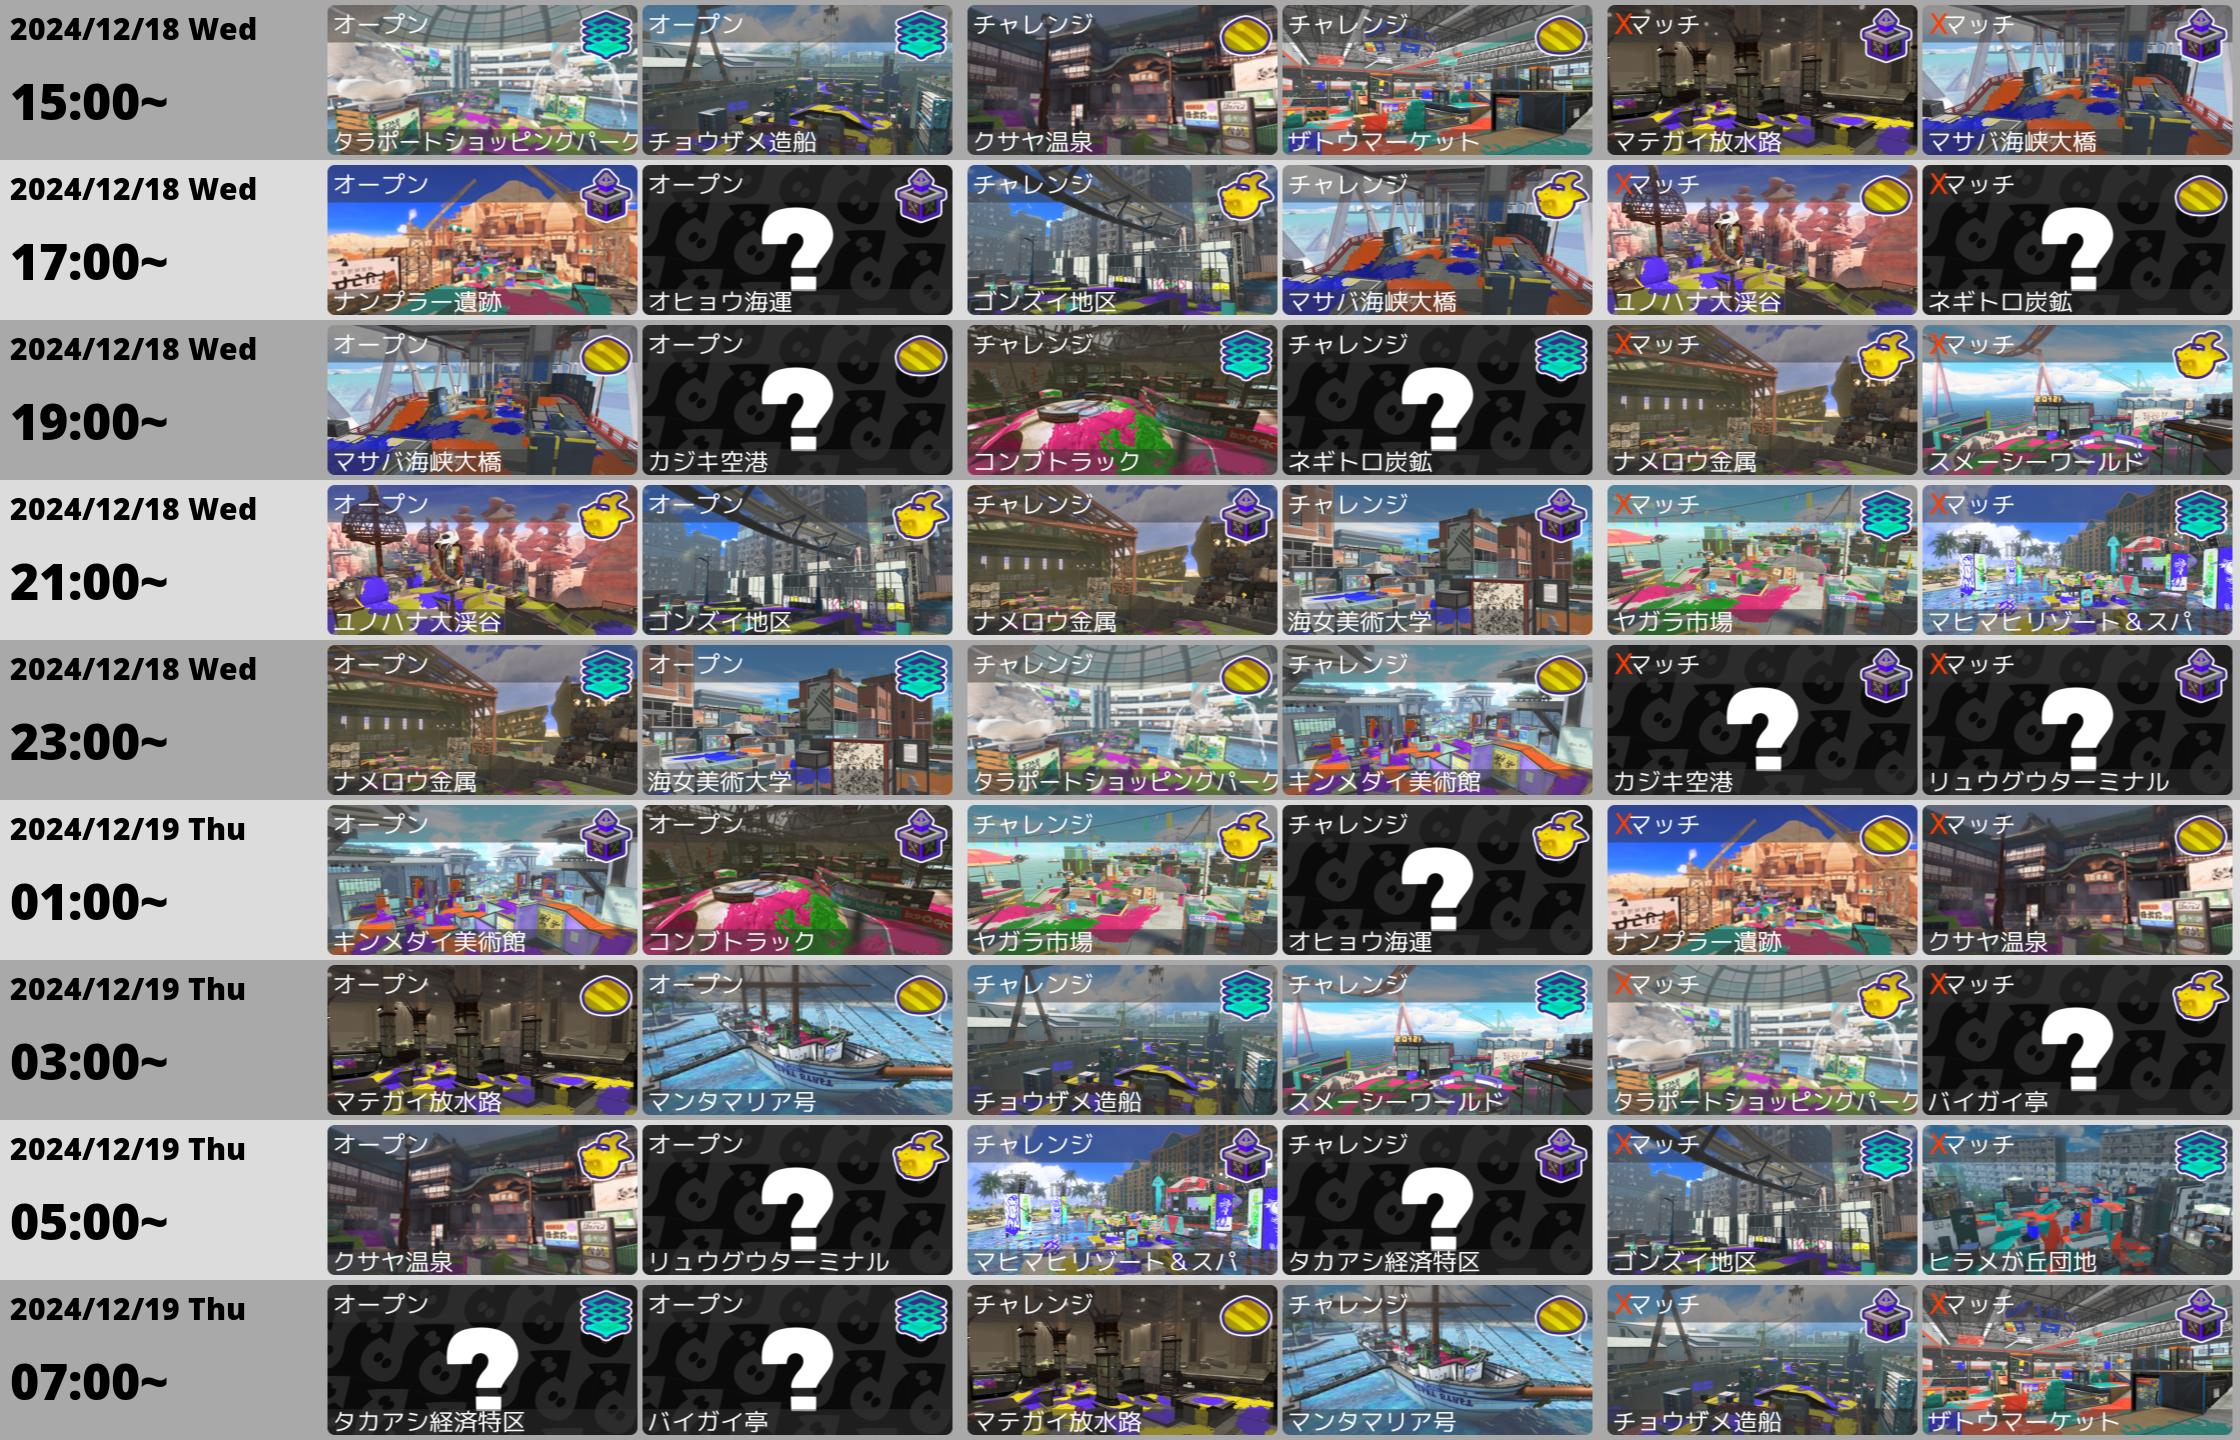 2024/12/18 Wed
15:00~
オープン
タラポートショッピングパーク
オープン
チョウザメ造船
チャレンジ
クサヤ温泉
チャレンジ
ザトウマーケット
Xマッチ
マテガイ放水路
Xマッチ
マサバ海峡大橋
2024/12/18 Wed
17:00~
オープン
ナンプラー遺跡
オープン
?
オヒョウ海運
チャレンジ
ゴンズイ地区
チャレンジ
マサバ海峡大橋
Xマッチ
ユノハナ大渓谷
Xマッチ
?
ネギトロ炭鉱
2024/12/18 Wed
19:00~
オープン
マサバ海峡大橋
オープン
?
カジキ空港
チャレンジ
コンブトラック
チャレンジ
?
ネギトロ炭鉱
Xマッチ
ナメロウ金属
Xマッチ
スメーシーワールド
2024/12/18 Wed
21:00~
オープン
ユノハナ大渓谷
オープン
ゴンズイ地区
チャレンジ
ナメロウ金属
チャレンジ
海女美術大学
Xマッチ
ヤガラ市場
Xマッチ
マヒマヒリゾート＆スパ
2024/12/18 Wed
23:00~
オープン
ナメロウ金属
オープン
海女美術大学
チャレンジ
タラポートショッピングパーク
チャレンジ
キンメダイ美術館
Xマッチ
?
カジキ空港
Xマッチ
?
リュウグウターミナル
2024/12/19 Thu
01:00~
オープン
キンメダイ美術館
オープン
コンブトラック
チャレンジ
ヤガラ市場
チャレンジ
?
オヒョウ海運
Xマッチ
ナンプラー遺跡
Xマッチ
クサヤ温泉
2024/12/19 Thu
03:00~
オープン
マテガイ放水路
オープン
マンタマリア号
チャレンジ
チョウザメ造船
チャレンジ
スメーシーワールド
Xマッチ
タラポートショッピングパーク
Xマッチ
?
バイガイ亭
2024/12/19 Thu
05:00~
オープン
クサヤ温泉
オープン
?
リュウグウターミナル
チャレンジ
マヒマヒリゾート＆スパ
チャレンジ
?
タカアシ経済特区
Xマッチ
ゴンズイ地区
Xマッチ
ヒラメが丘団地
2024/12/19 Thu
07:00~
オープン
?
タカアシ経済特区
オープン
?
バイガイ亭
チャレンジ
マテガイ放水路
チャレンジ
マンタマリア号
Xマッチ
チョウザメ造船
Xマッチ
ザトウマーケット